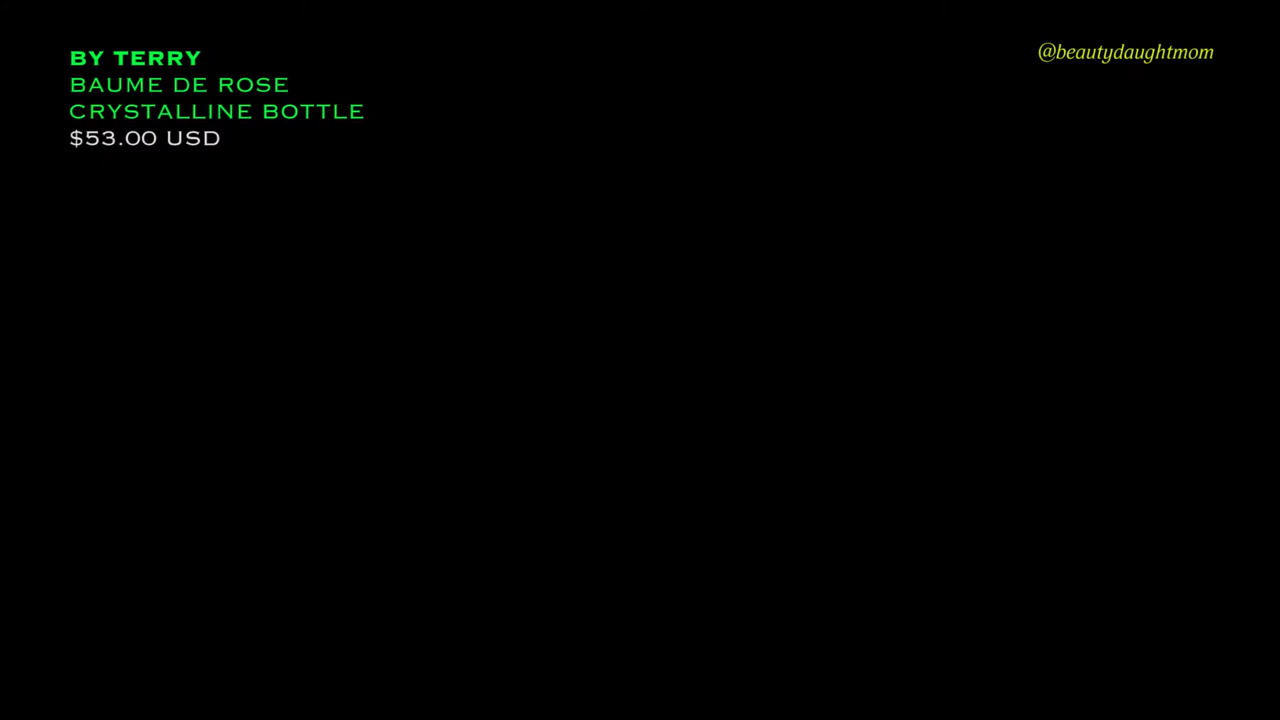 BY TERRY
BAUME DE ROSE
CRYSTALLINE BOTTLE
$53.00 USD
@beautydaughtmom